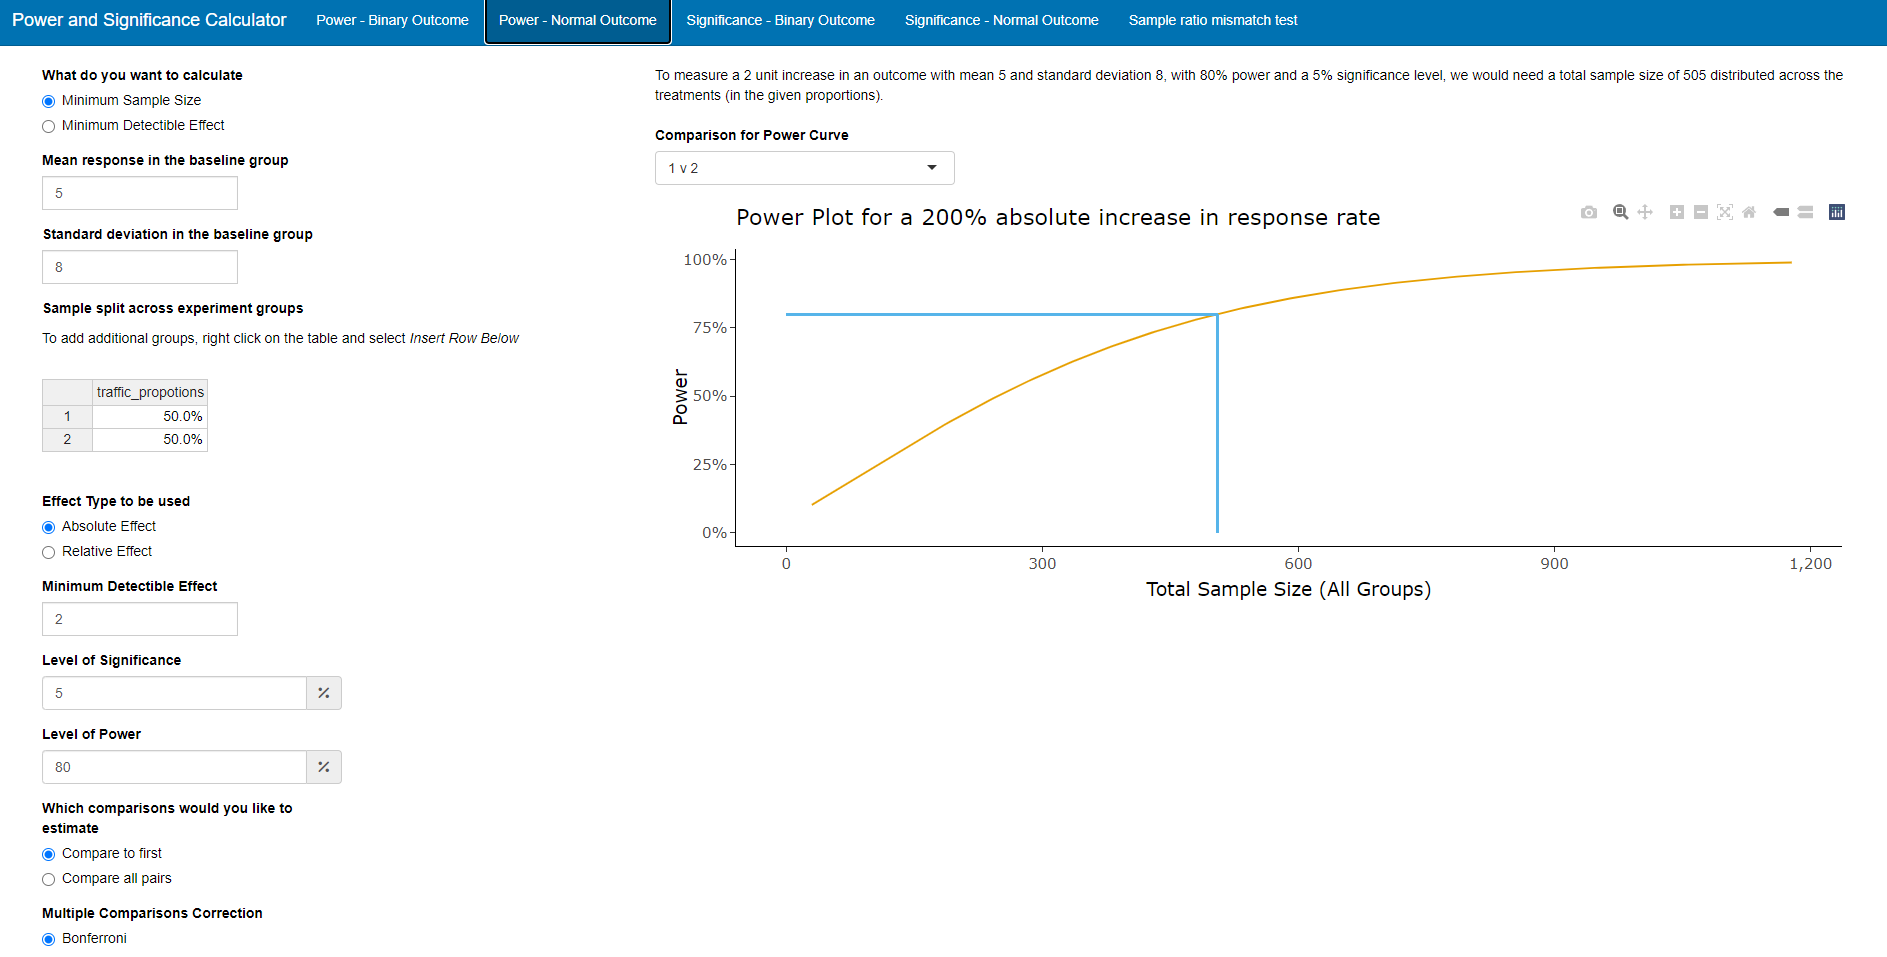 Power and Significance Calculator
Power - Binary Outcome
Power - Normal Outcome
Significance - Binary Outcome
Significance - Normal Outcome
Sample ratio mismatch test
What do you want to calculate
Minimum Sample Size
Minimum Detectible Effect
Mean response in the baseline group
5
Standard deviation in the baseline group
8
Sample split across experiment groups
To add additional groups, right click on the table and select Insert Row Below
traffic_propotions
1 50.0%
2 50.0%
Effect Type to be used
Absolute Effect
Relative Effect
Minimum Detectible Effect
2
Level of Significance
5 %
Level of Power
80 %
Which comparisons would you like to
estimate
Compare to first
Compare all pairs
Multiple Comparisons Correction
Bonferroni
To measure a 2 unit increase in an outcome with mean 5 and standard deviation 8, with 80% power and a 5% significance level, we would need a total sample size of 505 distributed across the
treatments (in the given proportions).
Comparison for Power Curve
1 v 2
Power Plot for a 200% absolute increase in response rate
100%
75%
50%
25%
0%
Power
0 300 600 900 1,200
Total Sample Size (All Groups)